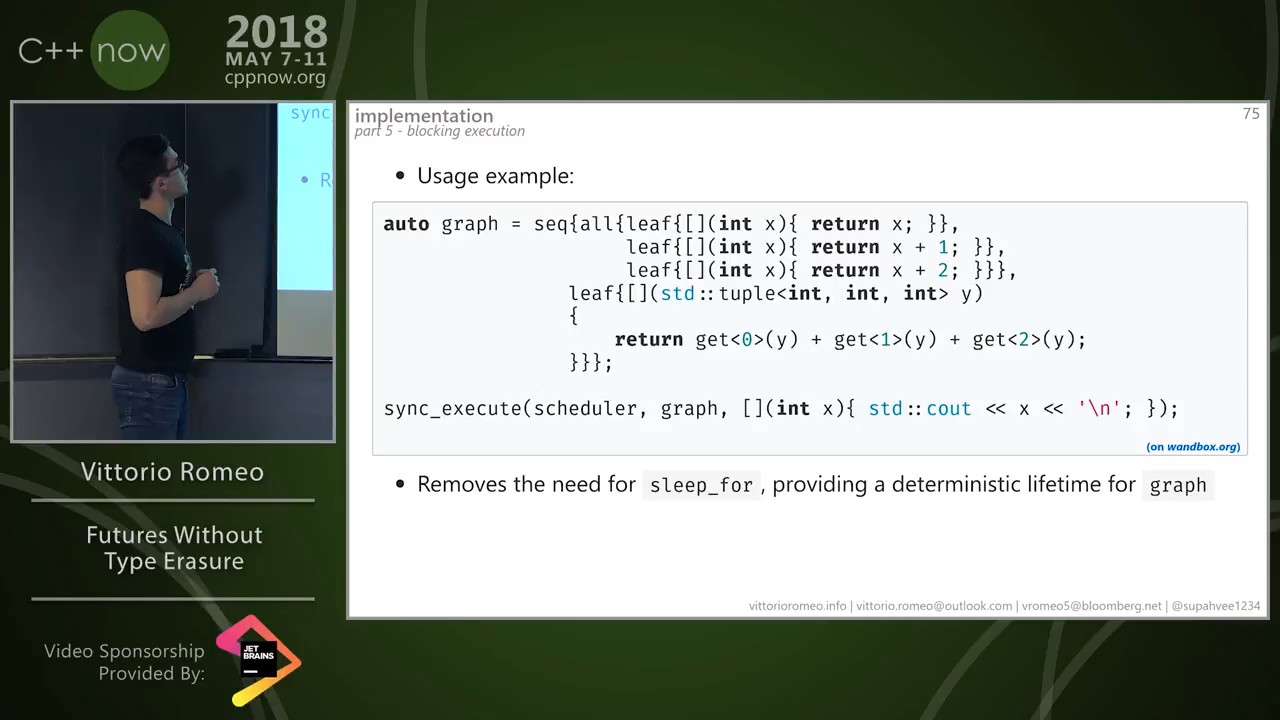 C++ now
2018
MAY 7-11
cppnow.org
sync
• R
Vittorio Romeo
Futures Without
Type Erasure
Video Sponsorship
Provided By:
JET
BRAINS
implementation
75
part 5 - blocking execution
• Usage example:
auto graph = seq{all{leaf{[](int x){ return x; }},
leaf{[](int x){ return x + 1; }},
leaf{[](int x){ return x + 2; }}},
leaf{[](std::tuple<int, int, int> y)
{
return get<0>(y) + get<1>(y) + get<2>(y);
}}};
sync_execute(scheduler, graph, [](int x){ std::cout << x << '\n'; });
(on wandbox.org)
• Removes the need for sleep_for, providing a deterministic lifetime for graph
vittorioromeo.info | vittorio.romeo@outlook.com | vromeo5@bloomberg.net | @supahvee1234